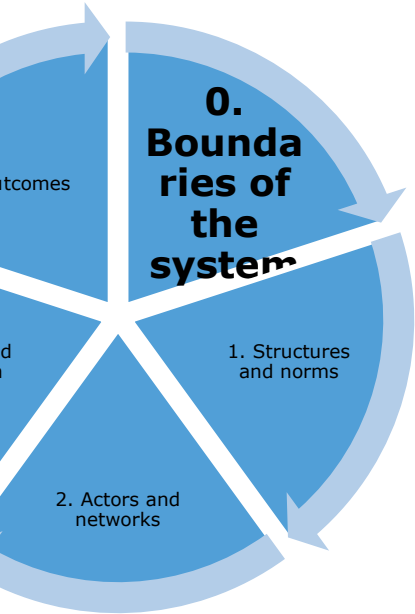 0.
Bounda
ries of
the
system
utcomes
1. Structures
and norms
d
2. Actors and
networks